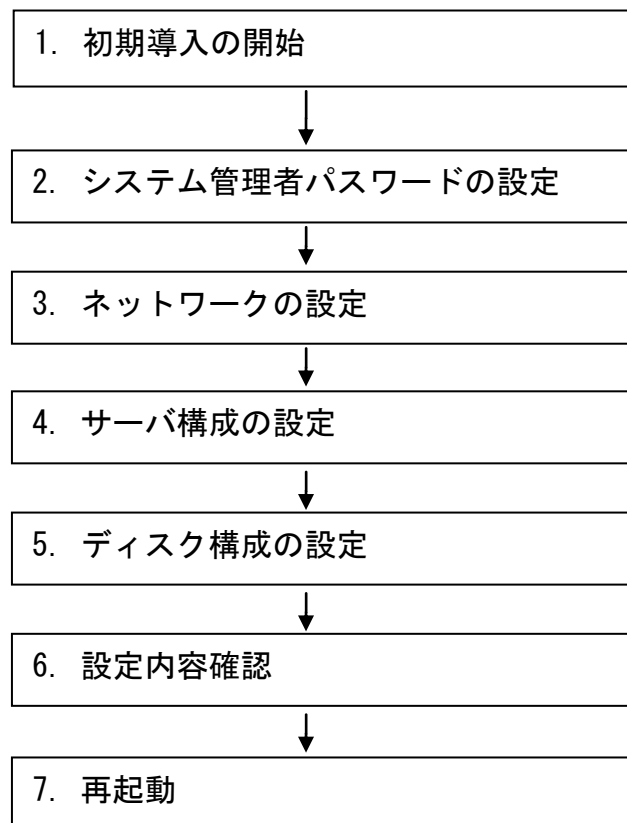 1. 初期導入の開始
2. システム管理者パスワードの設定
3. ネットワークの設定
4. サーバ構成の設定
5. ディスク構成の設定
6. 設定内容確認
7. 再起動